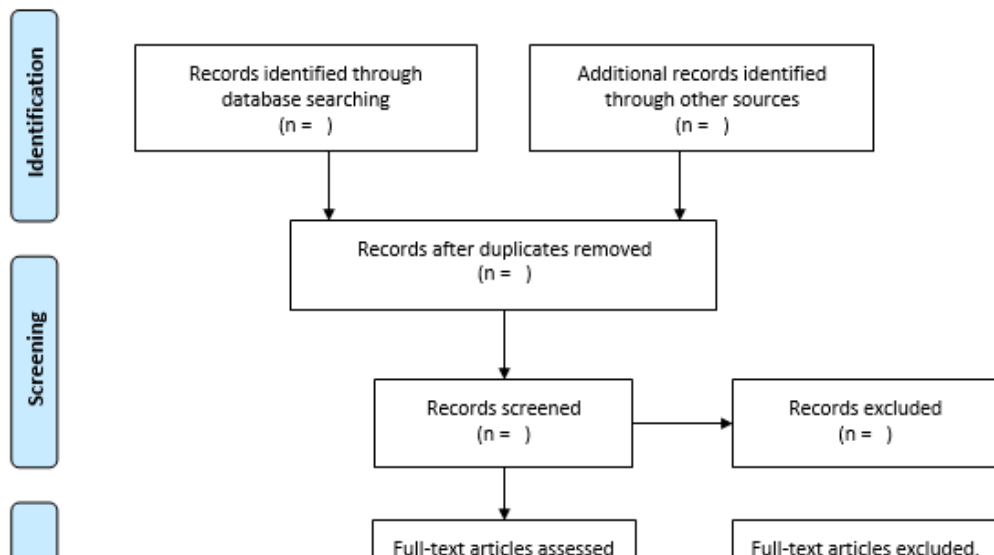 Identification
Records identified through
database searching
(n =   )
Additional records identified
through other sources
(n =   )
Records after duplicates removed
(n =   )
Screening
Records screened
(n =   )
Records excluded
(n =   )
Full-text articles assessed
Full-text articles excluded,